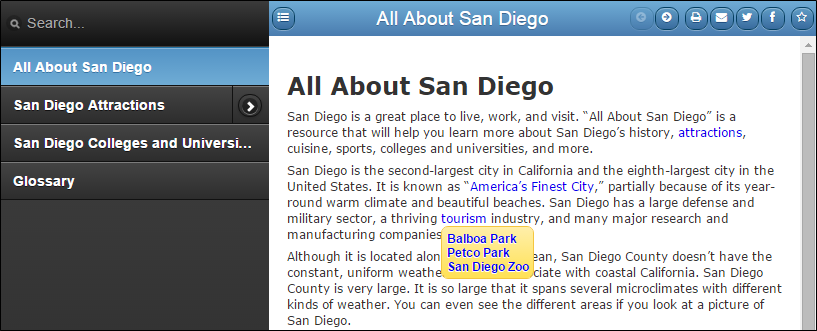 Search...
All About San Diego
San Diego Attractions
San Diego Colleges and Universi...
Glossary
All About San Diego
All About San Diego
San Diego is a great place to live, work, and visit. “All About San Diego” is a
resource that will help you learn more about San Diego’s history, attractions,
cuisine, sports, colleges and universities, and more.
San Diego is the second-largest city in California and the eighth-largest city in the
United States. It is known as “America’s Finest City,” partially because of its year-
round warm climate and beautiful beaches. San Diego has a large defense and
military sector, a thriving tourism industry, and many major research and
manufacturing companies
Balboa Park
Petco Park
San Diego Zoo
Although it is located alon ean, San Diego County doesn’t have the
constant, uniform weathe ciate with coastal California. San Diego
County is very large. It is so large that it spans several microclimates with different
kinds of weather. You can even see the different areas if you look at a picture of
San Diego.